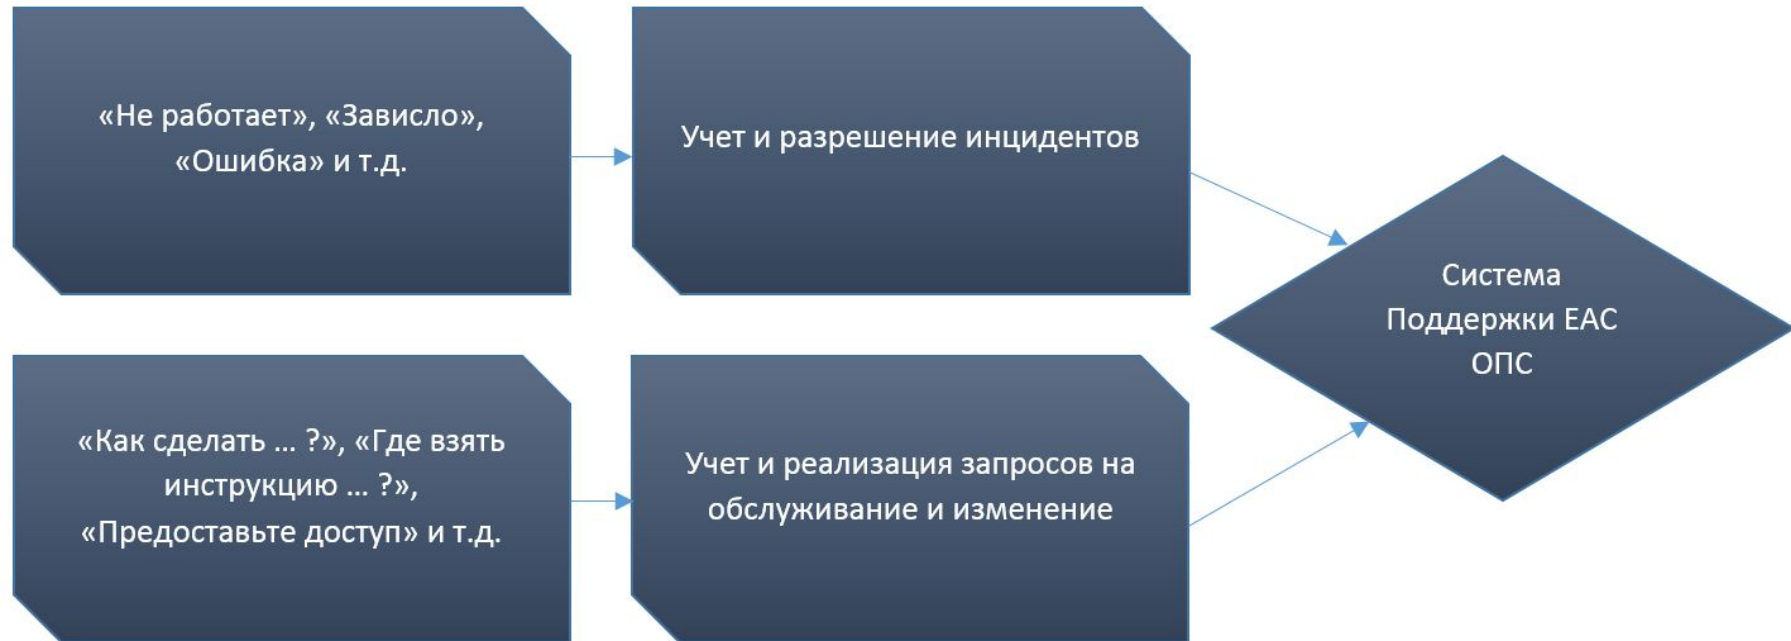 «Не работает», «Зависло»,
«Ошибка» и т.д.
Учет и разрешение инцидентов
Система
Поддержки ЕАС
ОПС
«Как сделать ... ?», «Где взять
инструкцию ... ?»,
«Предоставьте доступ» и т.д.
Учет и реализация запросов на
обслуживание и изменение